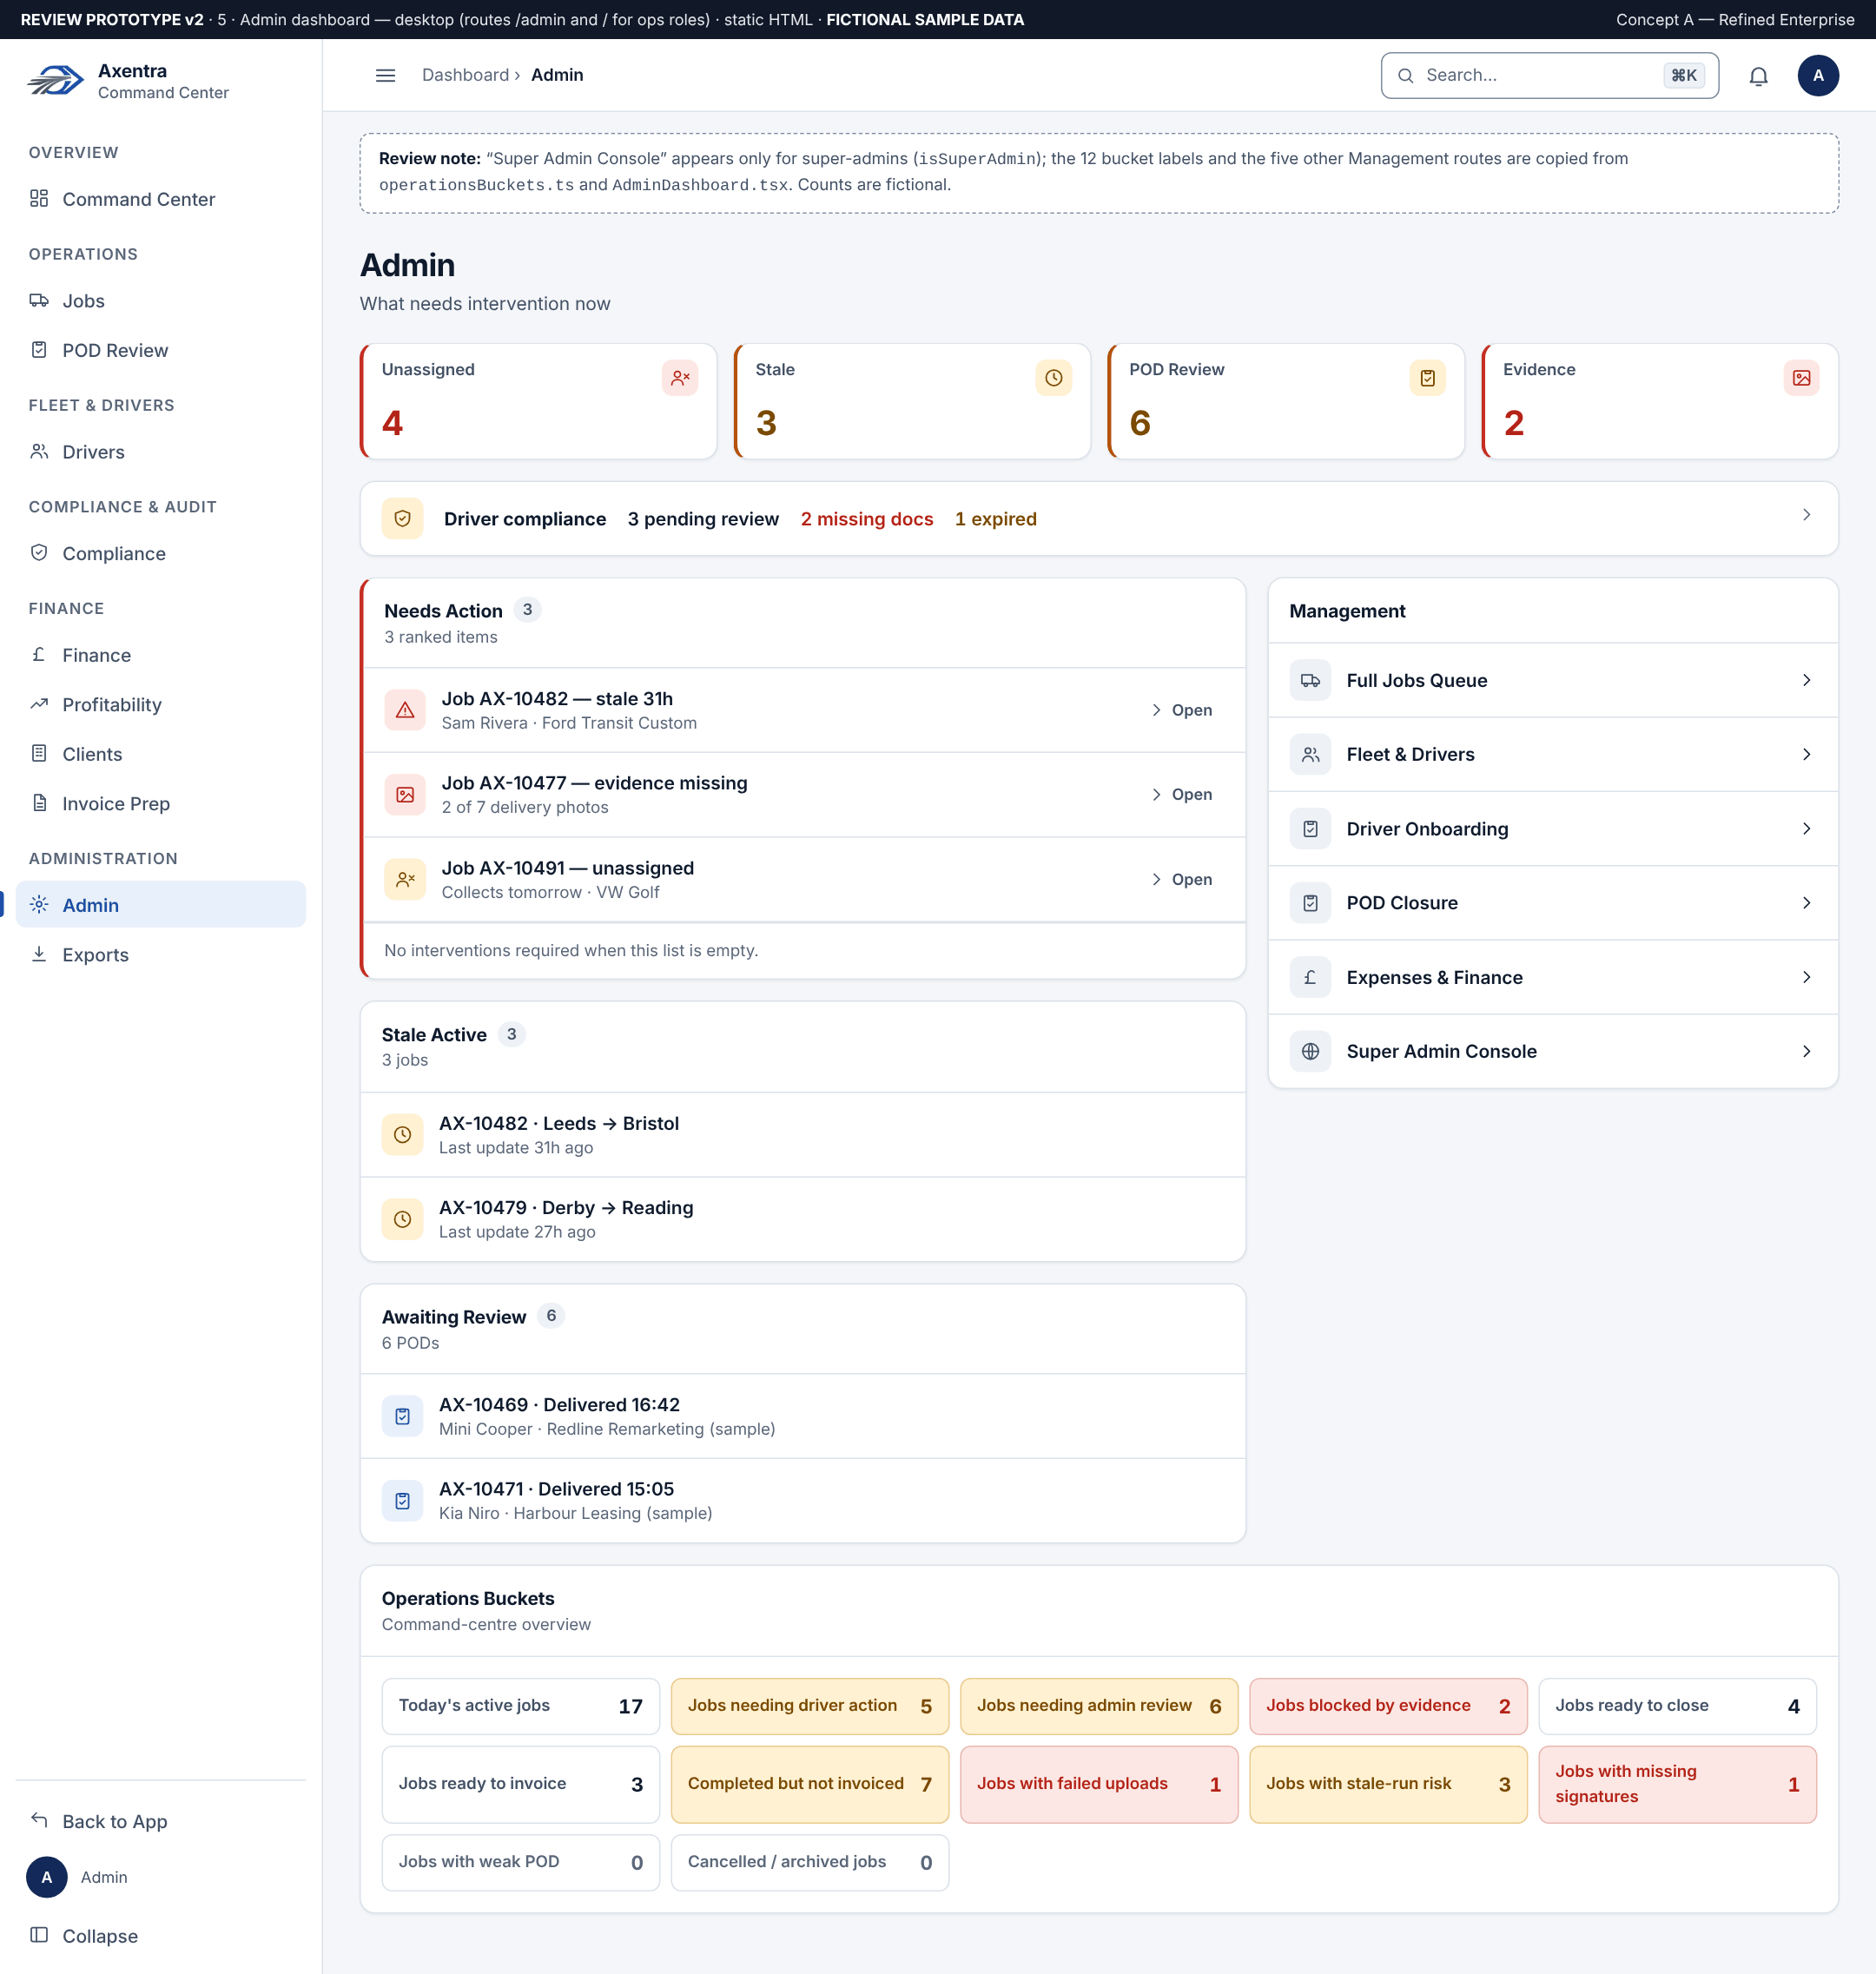 REVIEW PROTOTYPE v2 · 5 · Admin dashboard — desktop (routes /admin and / for ops roles) · static HTML · FICTIONAL SAMPLE DATA
Concept A — Refined Enterprise
Axentra
Command Center
OVERVIEW
Command Center
OPERATIONS
Jobs
POD Review
FLEET & DRIVERS
Drivers
COMPLIANCE & AUDIT
Compliance
FINANCE
Finance
Profitability
Clients
Invoice Prep
ADMINISTRATION
Admin
Exports
Back to App
A Admin
Collapse
Dashboard › Admin
Search... ⌘K
A
Review note: “Super Admin Console” appears only for super-admins (isSuperAdmin); the 12 bucket labels and the five other Management routes are copied from
operationsBuckets.ts and AdminDashboard.tsx. Counts are fictional.
Admin
What needs intervention now
Unassigned
4
Stale
3
POD Review
6
Evidence
2
Driver compliance 3 pending review 2 missing docs 1 expired
Needs Action 3
3 ranked items
Job AX-10482 — stale 31h
Sam Rivera · Ford Transit Custom
Open
Job AX-10477 — evidence missing
2 of 7 delivery photos
Open
Job AX-10491 — unassigned
Collects tomorrow · VW Golf
Open
No interventions required when this list is empty.
Management
Full Jobs Queue
Fleet & Drivers
Driver Onboarding
POD Closure
Expenses & Finance
Super Admin Console
Stale Active 3
3 jobs
AX-10482 · Leeds → Bristol
Last update 31h ago
AX-10479 · Derby → Reading
Last update 27h ago
Awaiting Review 6
6 PODs
AX-10469 · Delivered 16:42
Mini Cooper · Redline Remarketing (sample)
AX-10471 · Delivered 15:05
Kia Niro · Harbour Leasing (sample)
Operations Buckets
Command-centre overview
Today's active jobs 17
Jobs needing driver action 5
Jobs needing admin review 6
Jobs blocked by evidence 2
Jobs ready to close 4
Jobs ready to invoice 3
Completed but not invoiced 7
Jobs with failed uploads 1
Jobs with stale-run risk 3
Jobs with missing
signatures 1
Jobs with weak POD 0
Cancelled / archived jobs 0